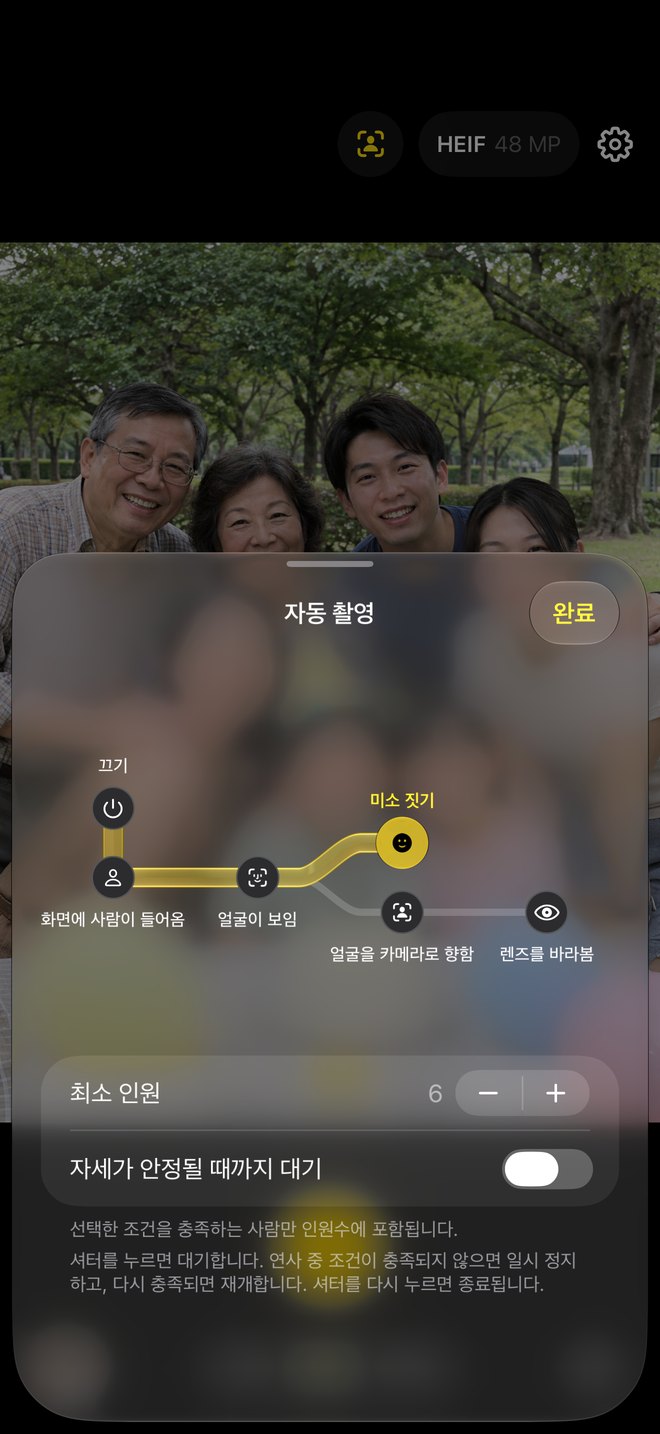 HEIF 48 MP
자동 촬영
완료
끄기
미소 짓기
화면에 사람이 들어옴
얼굴이 보임
얼굴을 카메라로 향함
렌즈를 바라봄
최소 인원
6
자세가 안정될 때까지 대기
선택한 조건을 충족하는 사람만 인원수에 포함됩니다.
셔터를 누르면 대기합니다. 연사 중 조건이 충족되지 않으면 일시 정지
하고, 다시 충족되면 재개합니다. 셔터를 다시 누르면 종료됩니다.